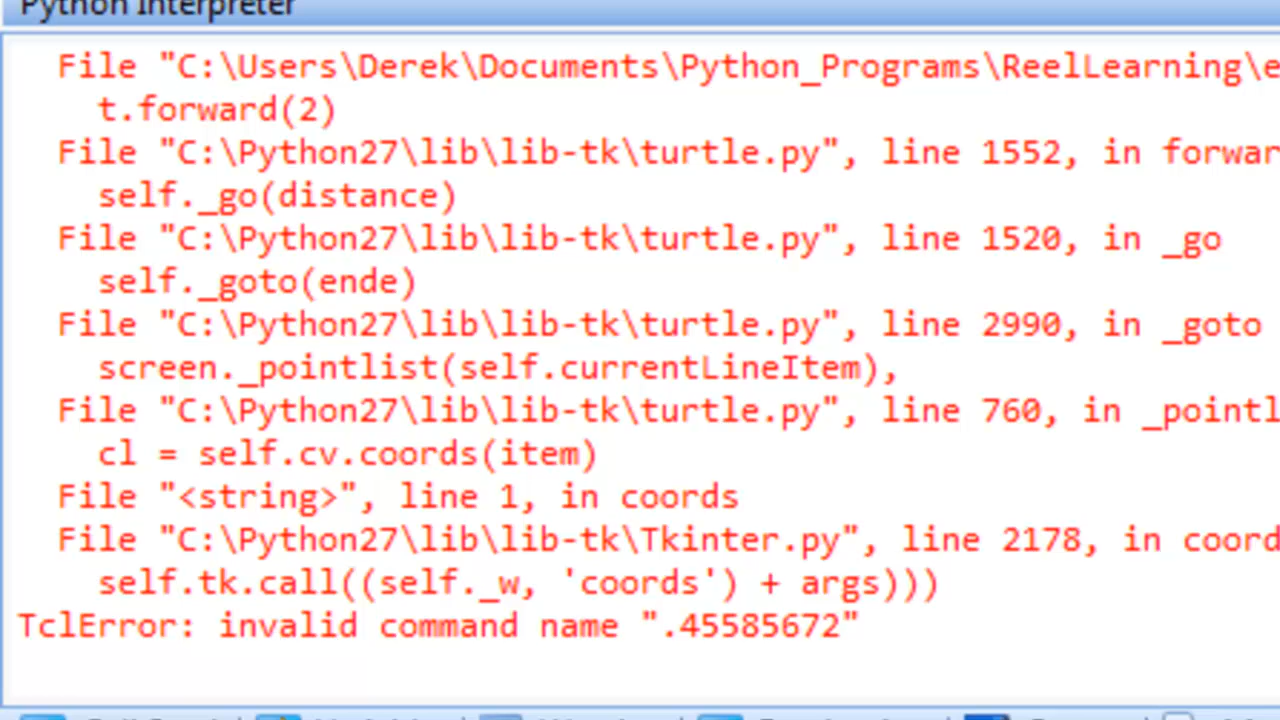 Python Interpreter
File "C:\Users\Derek\Documents\Python_Programs\ReelLearning\e
t.forward(2)
File "C:\Python27\lib\lib-tk\turtle.py", line 1552, in forwar
self._go(distance)
File "C:\Python27\lib\lib-tk\turtle.py", line 1520, in _go
self._goto(ende)
File "C:\Python27\lib\lib-tk\turtle.py", line 2990, in _goto
screen._pointlist(self.currentLineItem),
File "C:\Python27\lib\lib-tk\turtle.py", line 760, in _pointl
cl = self.cv.coords(item)
File "<string>", line 1, in coords
File "C:\Python27\lib\lib-tk\Tkinter.py", line 2178, in coord
self.tk.call((self._w, 'coords') + args)))
TclError: invalid command name ".45585672"